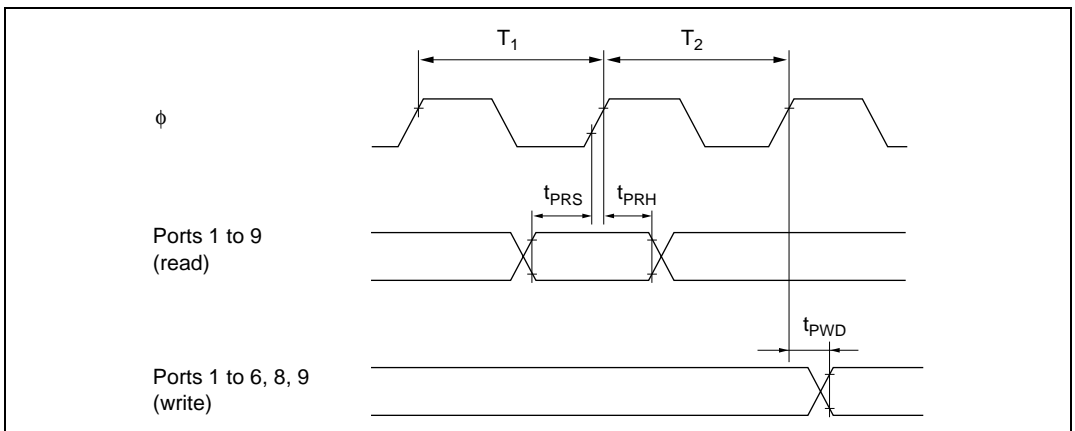 T1 T2
ϕ
tPRS tPRH
Ports 1 to 9
(read)
tPWD
Ports 1 to 6, 8, 9
(write)